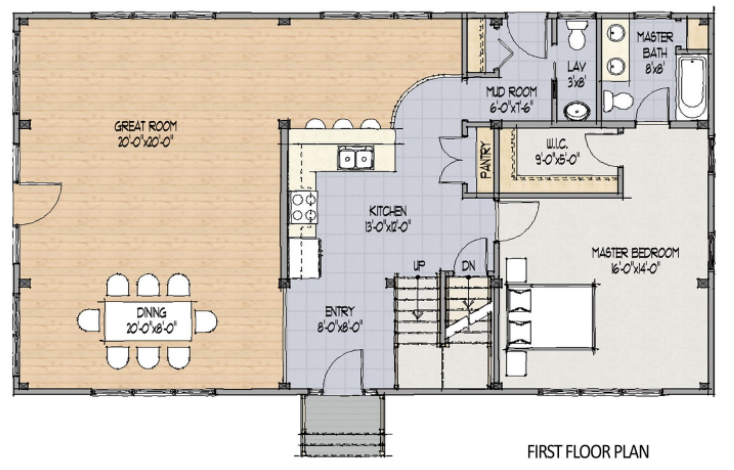 MASTER
BATH
8'x8'
LAV
3'x8'
MUD ROOM
6'-0"x7'-6"
GREAT ROOM
20'-0"x20'-0"
PANTRY
W.I.C.
9'-0"x5'-0"
KITCHEN
13'-0"x12'-0"
MASTER BEDROOM
16'-0"x14'-0"
UP
DN
DINING
20'-0"x8'-0"
ENTRY
8'-0"x8'-0"
FIRST FLOOR PLAN